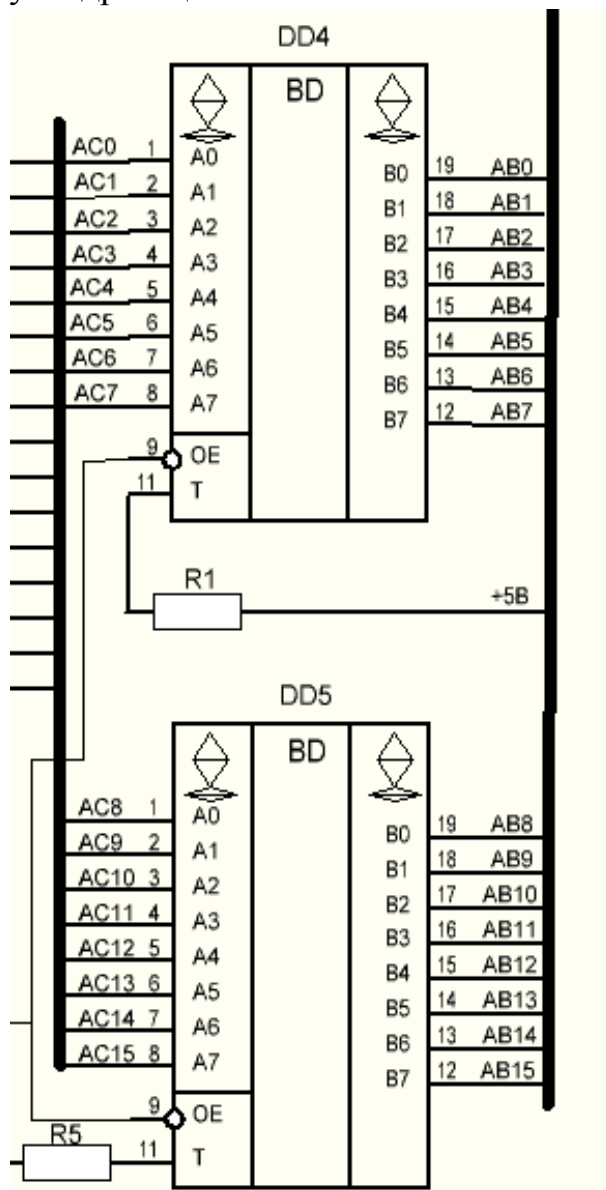 DD4
BD
AC0 1 A0 B0 19 AB0
AC1 2 A1 B1 18 AB1
AC2 3 A2 B2 17 AB2
AC3 4 A3 B3 16 AB3
AC4 5 A4 B4 15 AB4
AC5 6 A5 B5 14 AB5
AC6 7 A6 B6 13 AB6
AC7 8 A7 B7 12 AB7
9 OE
11 T
R1
+5В
DD5
BD
AC8 1 A0 B0 19 AB8
AC9 2 A1 B1 18 AB9
AC10 3 A2 B2 17 AB10
AC11 4 A3 B3 16 AB11
AC12 5 A4 B4 15 AB12
AC13 6 A5 B5 14 AB13
AC14 7 A6 B6 13 AB14
AC15 8 A7 B7 12 AB15
9 OE
R5 11 T